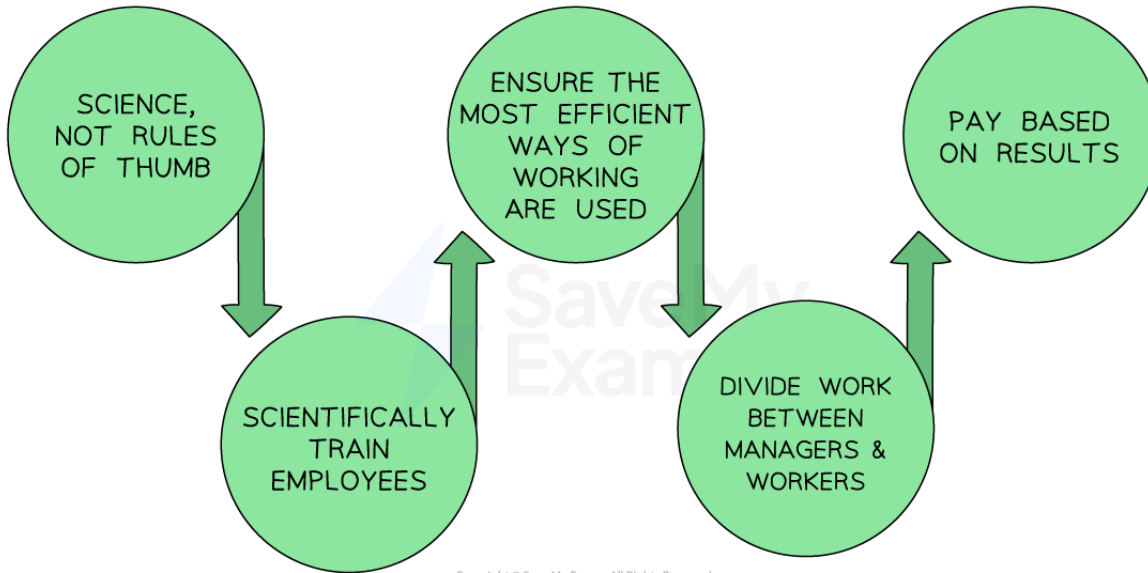 SCIENCE,
NOT RULES
OF THUMB
SCIENTIFICALLY
TRAIN
EMPLOYEES
ENSURE THE
MOST EFFICIENT
WAYS OF
WORKING
ARE USED
DIVIDE WORK
BETWEEN
MANAGERS &
WORKERS
PAY BASED
ON RESULTS
SaveMy